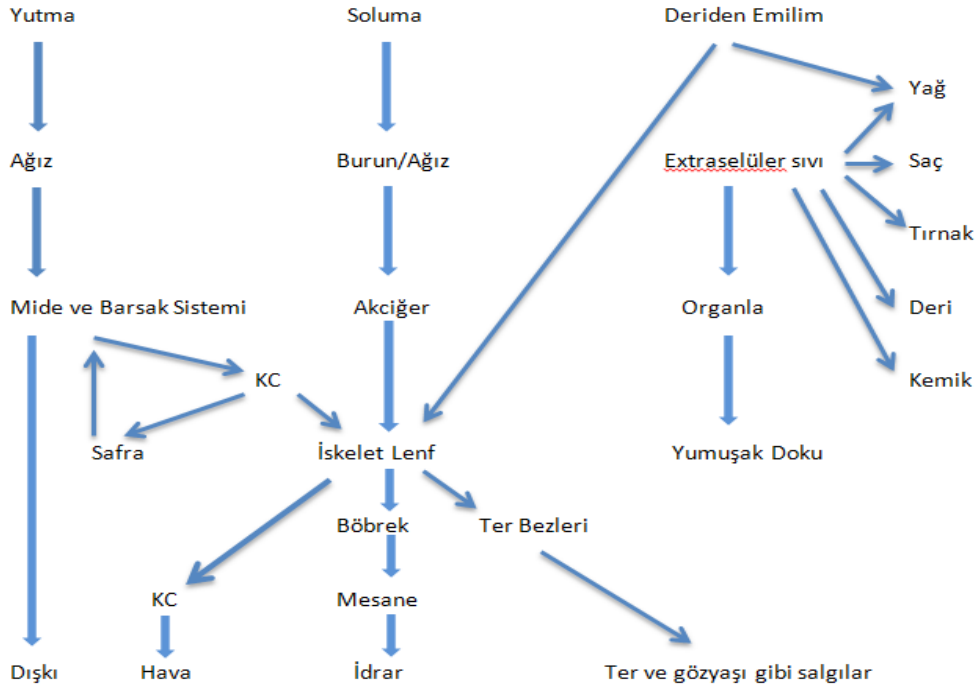 Yutma
Soluma
Deriden Emilim
Yağ
Ağız
Burun/Ağız
Extraselüler sıvı
Saç
Tırnak
Mide ve Barsak Sistemi
Akciğer
Organla
Deri
KC
Kemik
Safra
İskelet Lenf
Yumuşak Doku
Böbrek
Ter Bezleri
KC
Mesane
Dışkı
Hava
İdrar
Ter ve gözyaşı gibi salgılar